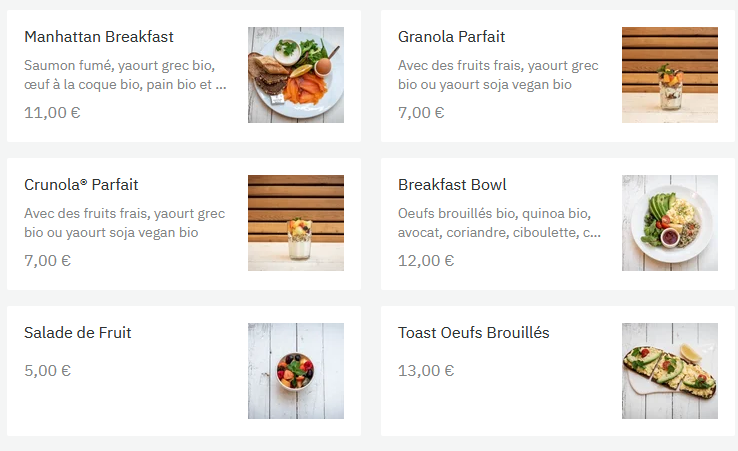 Manhattan Breakfast
Saumon fumé, yaourt grec bio,
œuf à la coque bio, pain bio et ...
11,00 €
Granola Parfait
Avec des fruits frais, yaourt grec
bio ou yaourt soja vegan bio
7,00 €
Crunola® Parfait
Avec des fruits frais, yaourt grec
bio ou yaourt soja vegan bio
7,00 €
Breakfast Bowl
Oeufs brouillés bio, quinoa bio,
avocat, coriandre, ciboulette, c...
12,00 €
Salade de Fruit
5,00 €
Toast Oeufs Brouillés
13,00 €